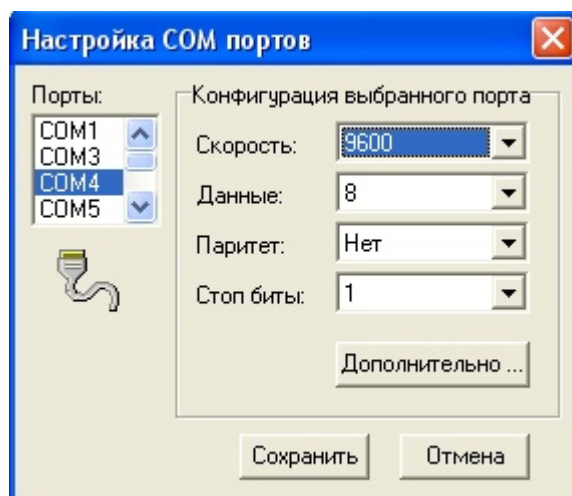 Настройка COM портов
Порты:
COM1
COM3
COM4
COM5
Конфигурация выбранного порта
Скорость: 9600
Данные: 8
Паритет: Нет
Стоп биты: 1
Дополнительно ...
Сохранить Отмена